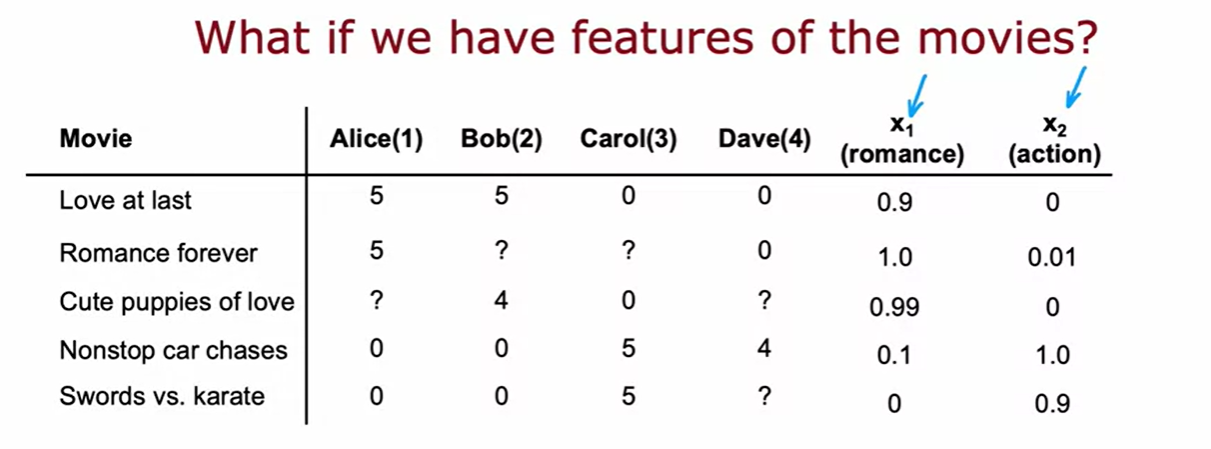 What if we have features of the movies?
Movie Alice(1) Bob(2) Carol(3) Dave(4) x₁ (romance) x₂ (action)
Love at last 5 5 0 0 0.9 0
Romance forever 5 ? ? 0 1.0 0.01
Cute puppies of love ? 4 0 ? 0.99 0
Nonstop car chases 0 0 5 4 0.1 1.0
Swords vs. karate 0 0 5 ? 0 0.9